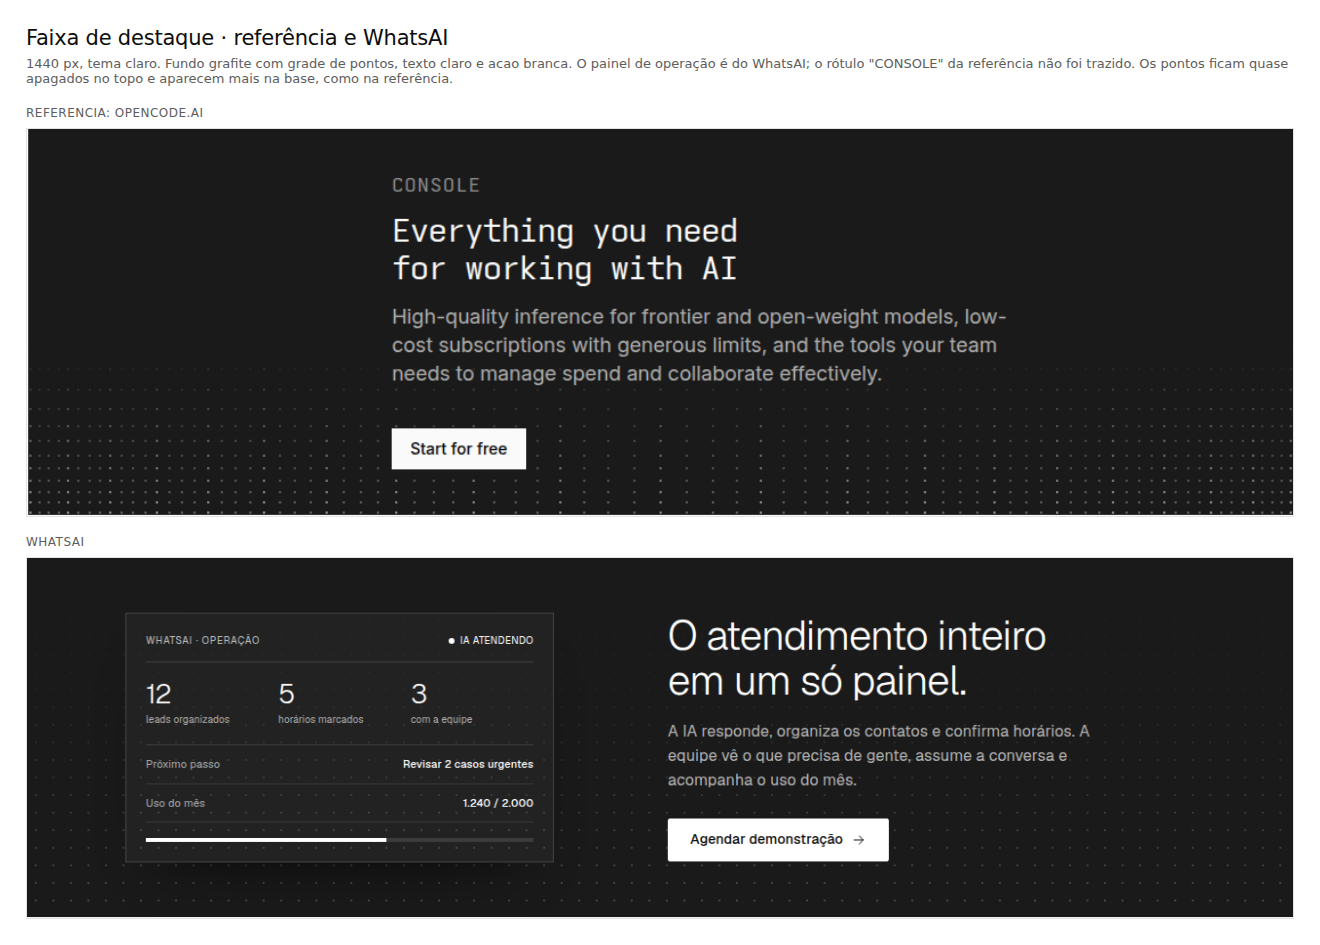 Faixa de destaque · referência e WhatsAI
1440 px, tema claro. Fundo grafite com grade de pontos, texto claro e acao branca. O painel de operação é do WhatsAI; o rótulo "CONSOLE" da referência não foi trazido. Os pontos ficam quase
apagados no topo e aparecem mais na base, como na referência.
REFERENCIA: OPENCODE.AI
CONSOLE
Everything you need
for working with AI
High-quality inference for frontier and open-weight models, low-
cost subscriptions with generous limits, and the tools your team
needs to manage spend and collaborate effectively.
Start for free
WHATSAI
WHATSAI · OPERAÇÃO
IA ATENDENDO
12
leads organizados
5
horários marcados
3
com a equipe
Próximo passo
Revisar 2 casos urgentes
Uso do mês
1.240 / 2.000
O atendimento inteiro
em um só painel.
A IA responde, organiza os contatos e confirma horários. A
equipe vê o que precisa de gente, assume a conversa e
acompanha o uso do mês.
Agendar demonstração →